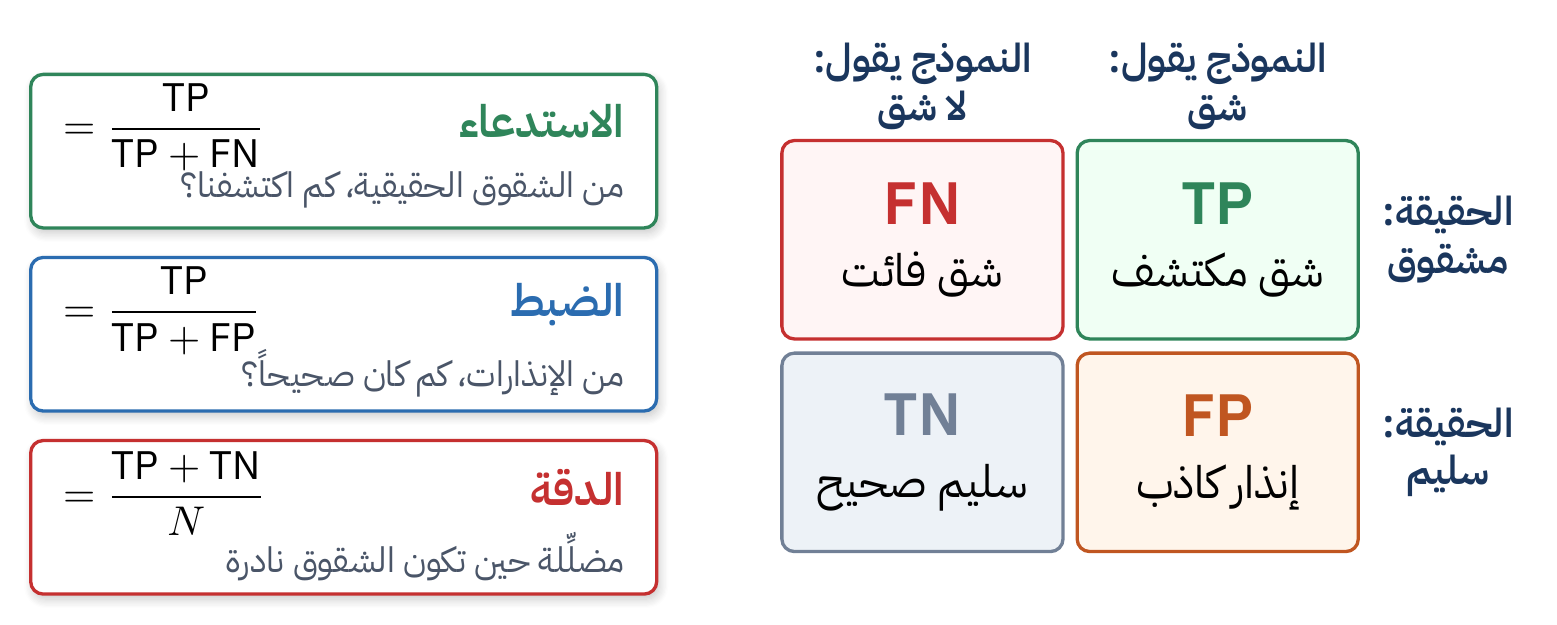 النموذج يقول:
شق
النموذج يقول:
لا شق
الحقيقة:
مشقوق
TP
شق مكتشف
FN
شق فائت
الحقيقة:
سليم
FP
إنذار كاذب
TN
سليم صحيح
الاستدعاء
= TP / TP + FN
من الشقوق الحقيقية، كم اكتشفنا؟
الضبط
= TP / TP + FP
من الإنذارات، كم كان صحيحاً؟
الدقة
= TP + TN / N
مضلِّلة حين تكون الشقوق نادرة